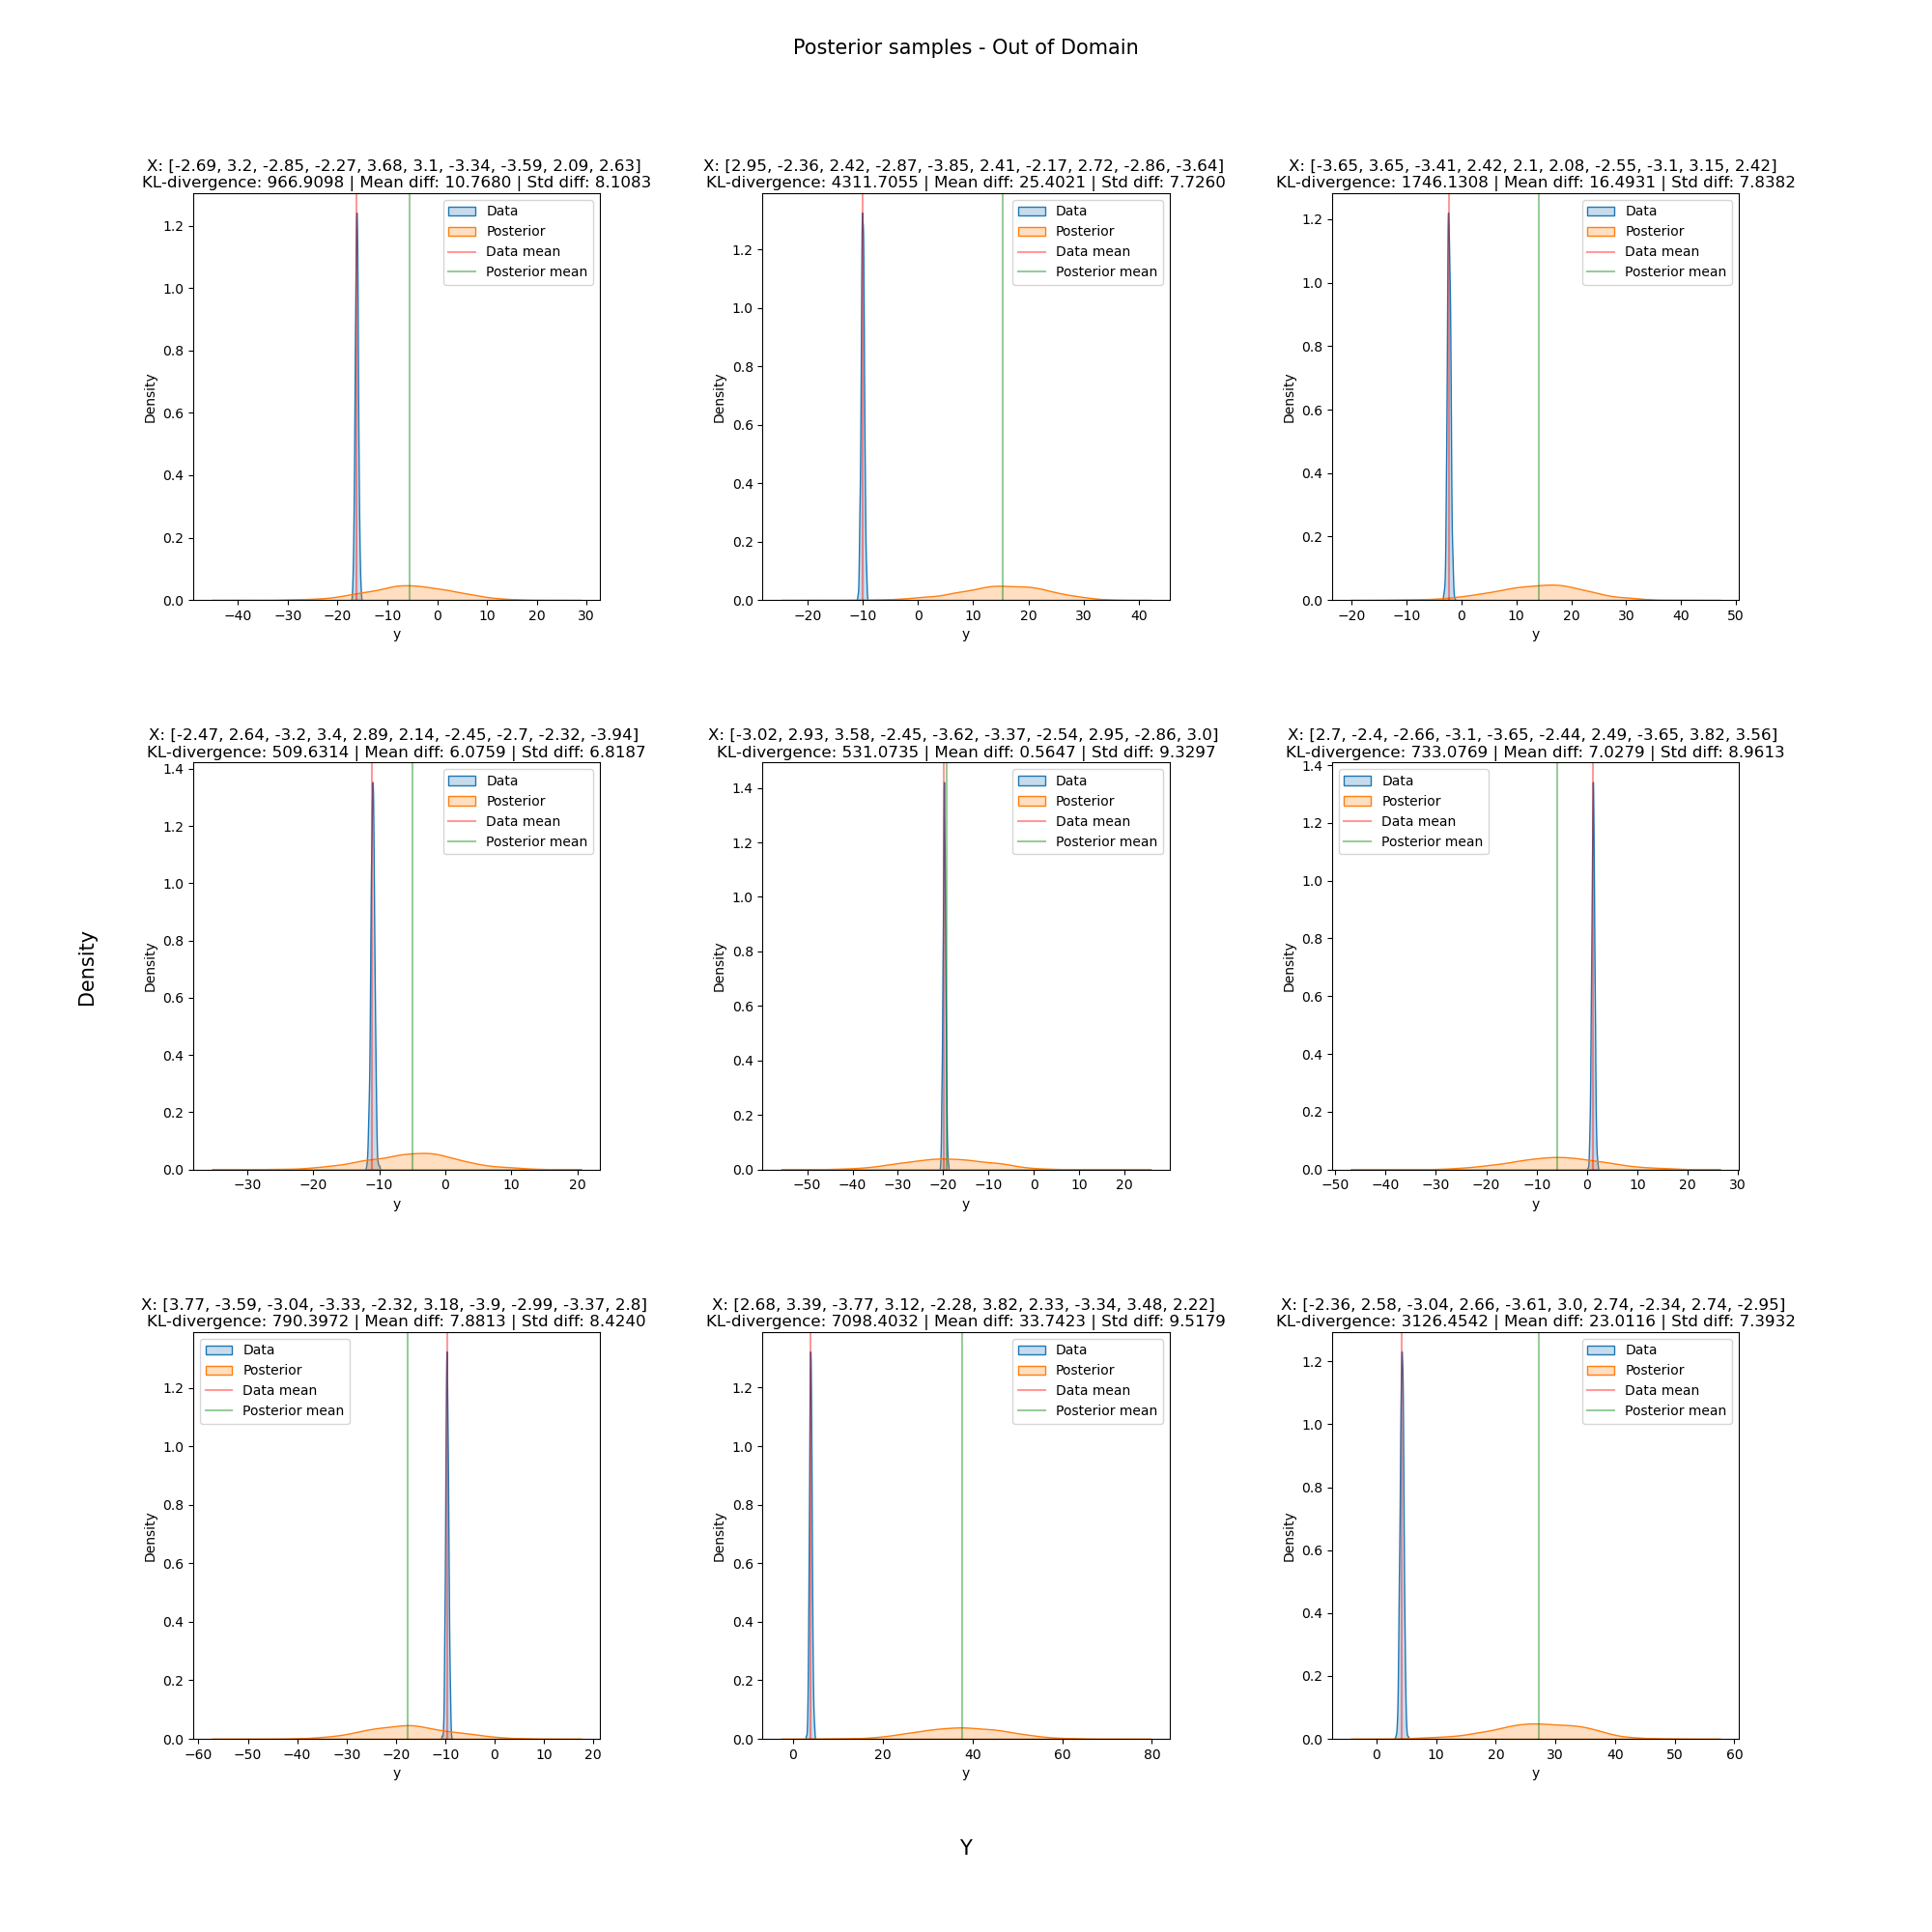 Posterior samples - Out of Domain
X: [-2.69, 3.2, -2.85, -2.27, 3.68, 3.1, -3.34, -3.59, 2.09, 2.63]
KL-divergence: 966.9098 | Mean diff: 10.7680 | Std diff: 8.1083
Data
Posterior
Data mean
Posterior mean
1.2
1.0
0.8
0.6
0.4
0.2
0.0
Density
−40 −30 −20 −10 0 10 20 30
y
X: [2.95, -2.36, 2.42, -2.87, -3.85, 2.41, -2.17, 2.72, -2.86, -3.64]
KL-divergence: 4311.7055 | Mean diff: 25.4021 | Std diff: 7.7260
Data
Posterior
Data mean
Posterior mean
1.2
1.0
0.8
0.6
0.4
0.2
0.0
Density
−20 −10 0 10 20 30 40
y
X: [-3.65, 3.65, -3.41, 2.42, 2.1, 2.08, -2.55, -3.1, 3.15, 2.42]
KL-divergence: 1746.1308 | Mean diff: 16.4931 | Std diff: 7.8382
Data
Posterior
Data mean
Posterior mean
1.2
1.0
0.8
0.6
0.4
0.2
0.0
Density
−20 −10 0 10 20 30 40 50
y
X: [-2.47, 2.64, -3.2, 3.4, 2.89, 2.14, -2.45, -2.7, -2.32, -3.94]
KL-divergence: 509.6314 | Mean diff: 6.0759 | Std diff: 6.8187
Data
Posterior
Data mean
Posterior mean
1.4
1.2
1.0
0.8
0.6
0.4
0.2
0.0
Density
−30 −20 −10 0 10 20
y
X: [-3.02, 2.93, 3.58, -2.45, -3.62, -3.37, -2.54, 2.95, -2.86, 3.0]
KL-divergence: 531.0735 | Mean diff: 0.5647 | Std diff: 9.3297
Data
Posterior
Data mean
Posterior mean
1.4
1.2
1.0
0.8
0.6
0.4
0.2
0.0
Density
−50 −40 −30 −20 −10 0 10 20
y
X: [2.7, -2.4, -2.66, -3.1, -3.65, -2.44, 2.49, -3.65, 3.82, 3.56]
KL-divergence: 733.0769 | Mean diff: 7.0279 | Std diff: 8.9613
Data
Posterior
Data mean
Posterior mean
1.4
1.2
1.0
0.8
0.6
0.4
0.2
0.0
Density
−50 −40 −30 −20 −10 0 10 20 30
y
Density
X: [3.77, -3.59, -3.04, -3.33, -2.32, 3.18, -3.9, -2.99, -3.37, 2.8]
KL-divergence: 790.3972 | Mean diff: 7.8813 | Std diff: 8.4240
Data
Posterior
Data mean
Posterior mean
1.2
1.0
0.8
0.6
0.4
0.2
0.0
Density
−60 −50 −40 −30 −20 −10 0 10 20
y
X: [2.68, 3.39, -3.77, 3.12, -2.28, 3.82, 2.33, -3.34, 3.48, 2.22]
KL-divergence: 7098.4032 | Mean diff: 33.7423 | Std diff: 9.5179
Data
Posterior
Data mean
Posterior mean
1.2
1.0
0.8
0.6
0.4
0.2
0.0
Density
0 20 40 60 80
y
X: [-2.36, 2.58, -3.04, 2.66, -3.61, 3.0, 2.74, -2.34, 2.74, -2.95]
KL-divergence: 3126.4542 | Mean diff: 23.0116 | Std diff: 7.3932
Data
Posterior
Data mean
Posterior mean
1.2
1.0
0.8
0.6
0.4
0.2
0.0
Density
0 10 20 30 40 50 60
y
Y